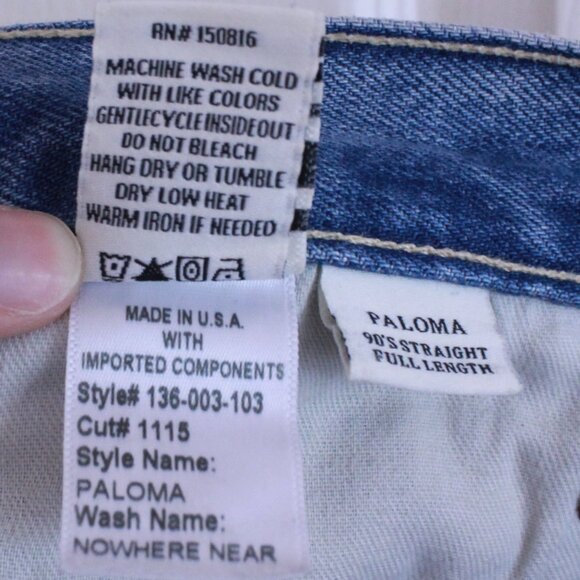 RN# 150816
MACHINE WASH COLD
WITH LIKE COLORS
GENTLECYCLE INSIDEOUT
DO NOT BLEACH
HANG DRY OR TUMBLE
DRY LOW HEAT
WARM IRON IF NEEDED
MADE IN U.S.A.
WITH
IMPORTED COMPONENTS
Style# 136-003-103
Cut# 1115
Style Name:
PALOMA
Wash Name:
NOWHERE NEAR
PALOMA
90'S STRAIGHT
FULL LENGTH